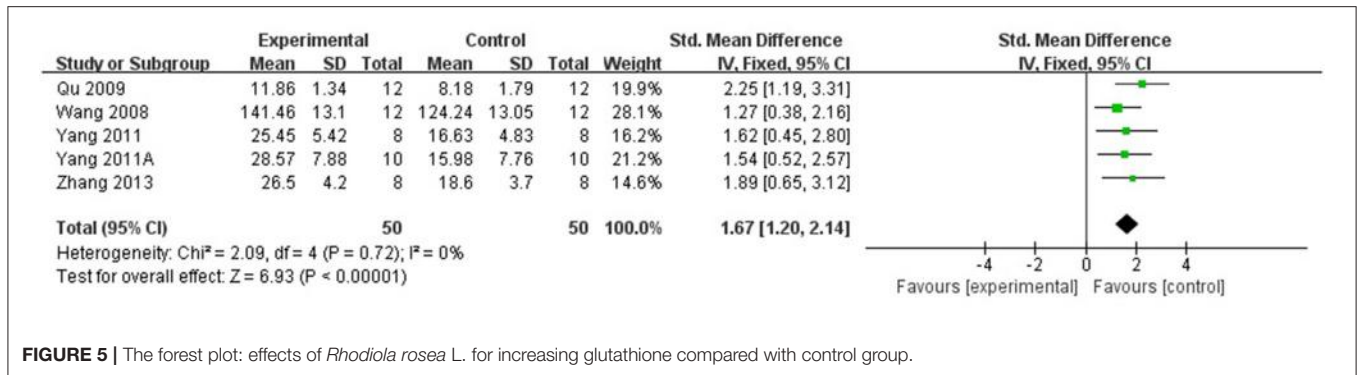 Experimental Control Std. Mean Difference Std. Mean Difference
Study or Subgroup Mean SD Total Mean SD Total Weight IV, Fixed, 95% CI IV, Fixed, 95% CI
Qu 2009 11.86 1.34 12 8.18 1.79 12 19.9% 2.25 [1.19, 3.31]
Wang 2008 141.46 13.1 12 124.24 13.05 12 28.1% 1.27 [0.38, 2.16]
Yang 2011 25.45 5.42 8 16.63 4.83 8 16.2% 1.62 [0.45, 2.80]
Yang 2011A 28.57 7.88 10 15.98 7.76 10 21.2% 1.54 [0.52, 2.57]
Zhang 2013 26.5 4.2 8 18.6 3.7 8 14.6% 1.89 [0.65, 3.12]
Total (95% CI) 50 50 100.0% 1.67 [1.20, 2.14]
Heterogeneity: Chi² = 2.09, df = 4 (P = 0.72); I² = 0%
Test for overall effect: Z = 6.93 (P < 0.00001)
-4 -2 0 2 4
Favours [experimental] Favours [control]
FIGURE 5 | The forest plot: effects of Rhodiola rosea L. for increasing glutathione compared with control group.